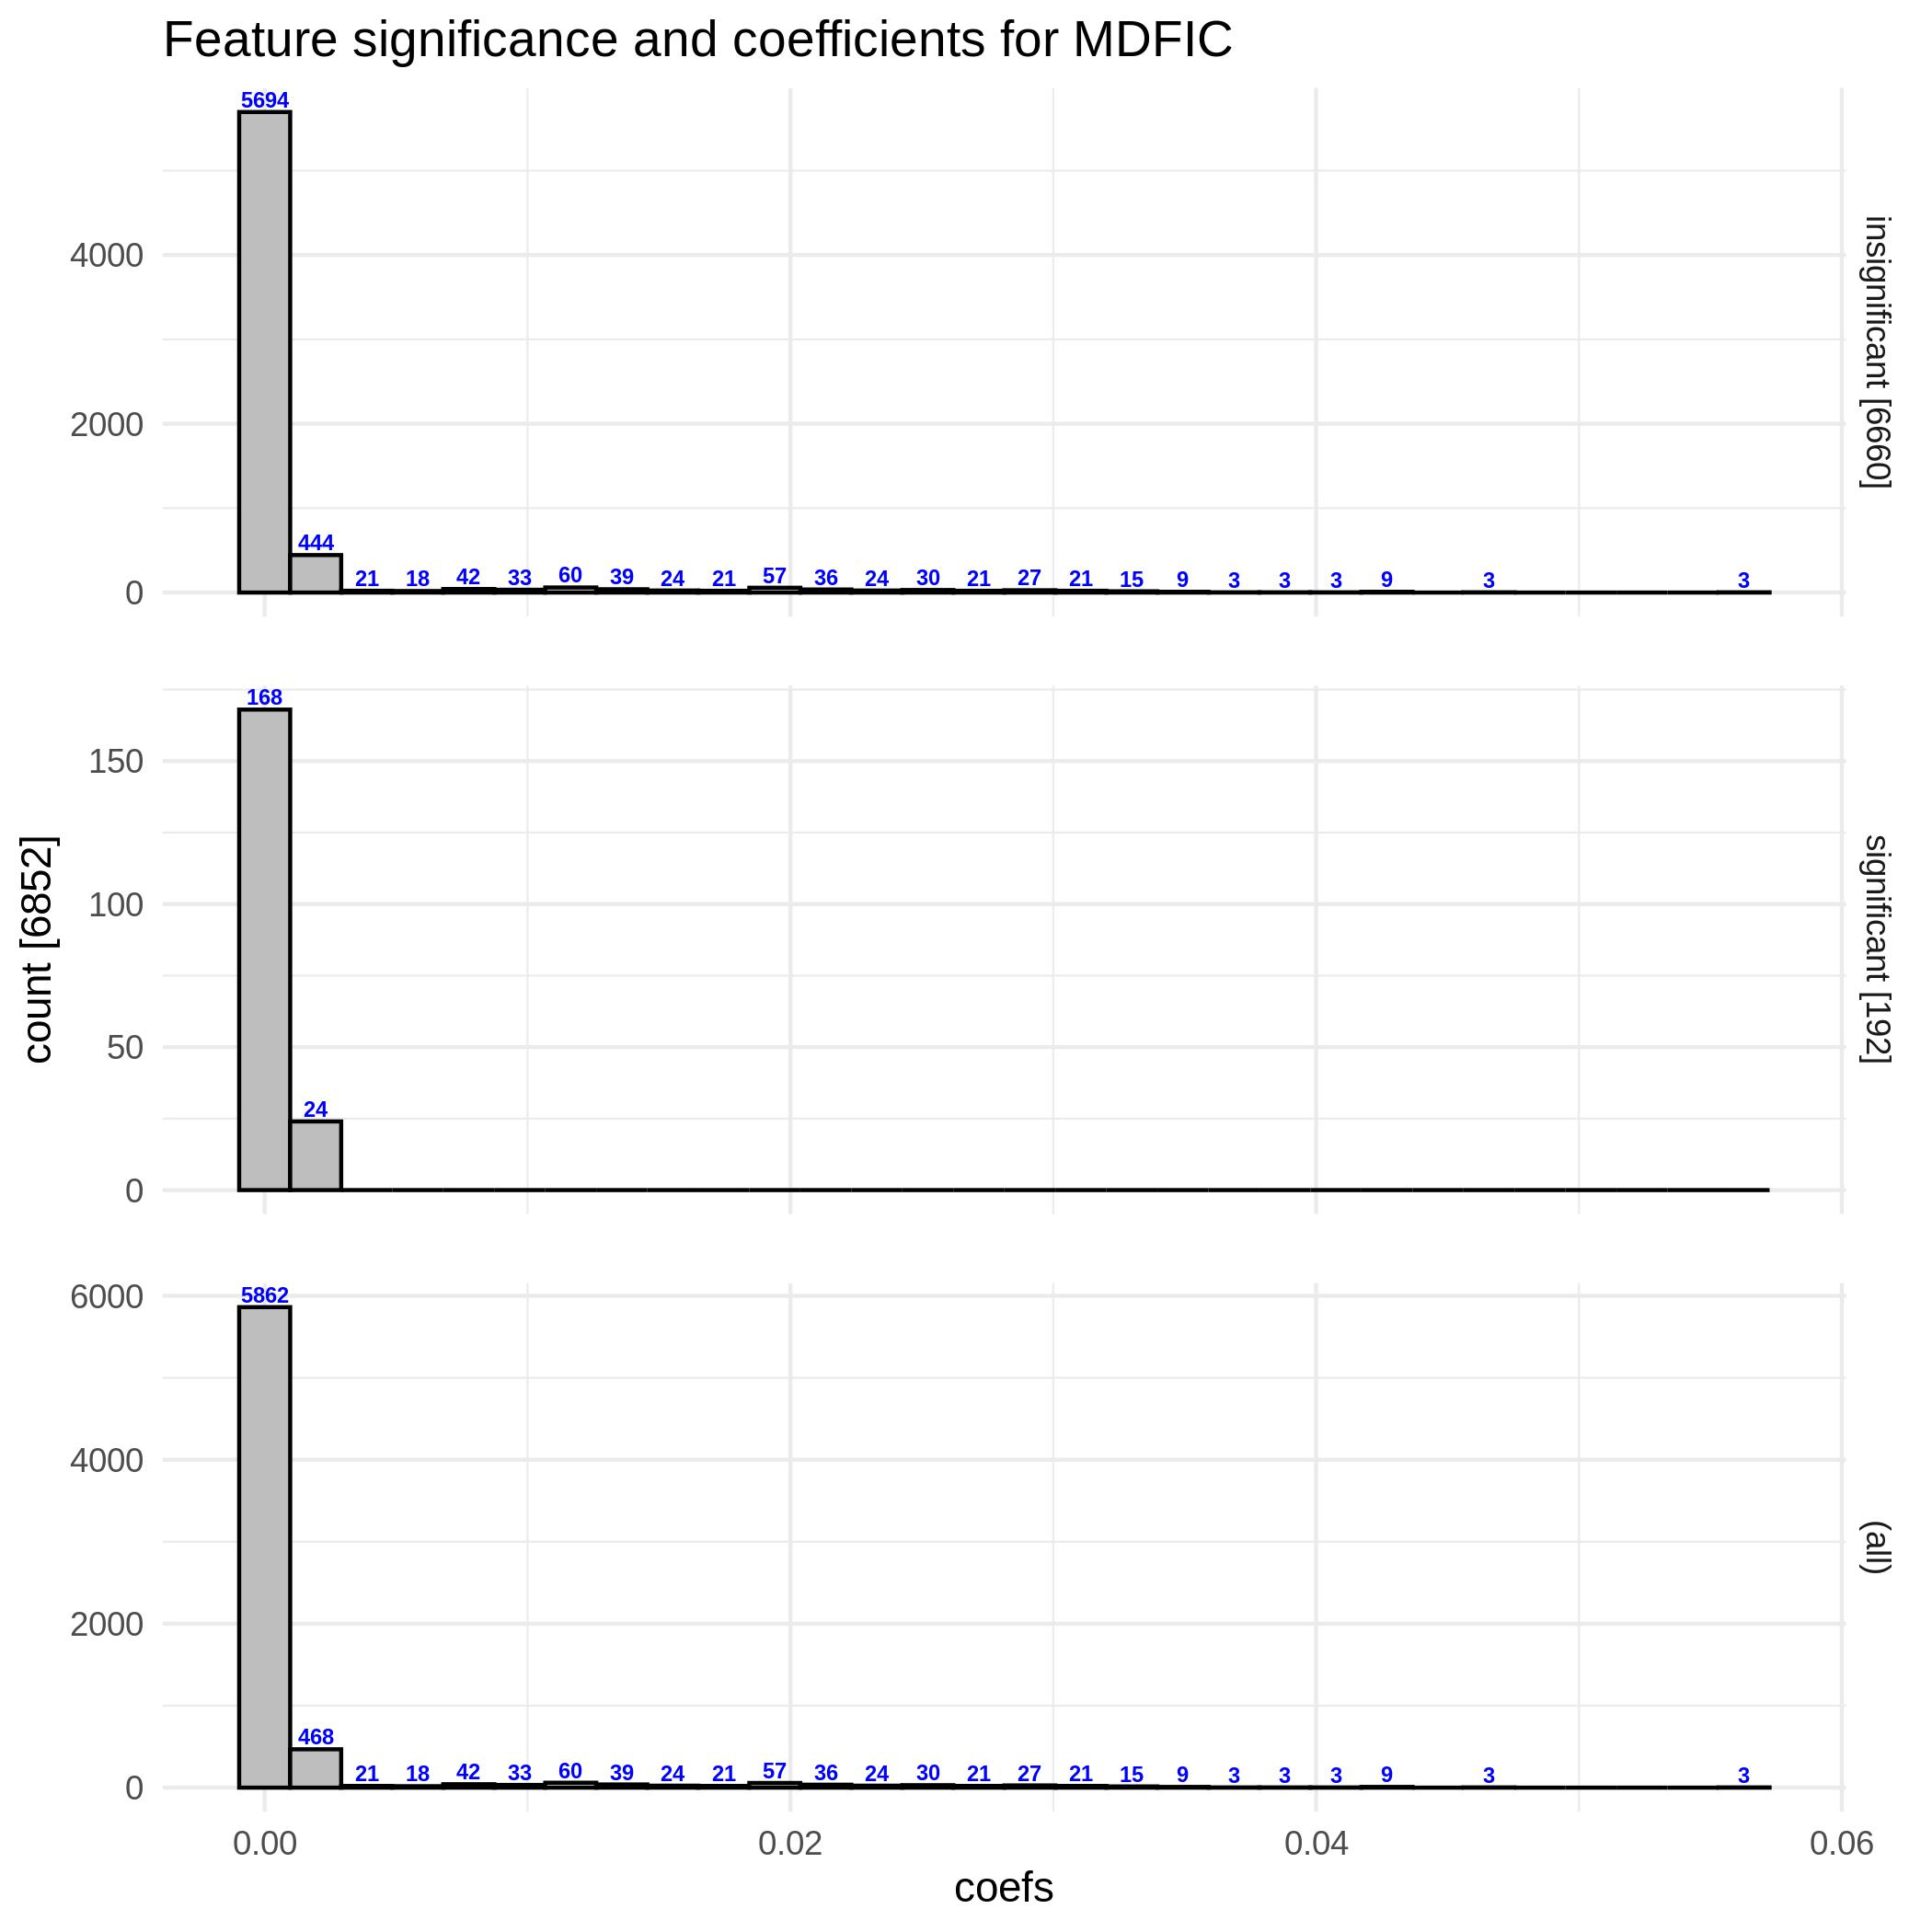 Feature significance and coefficients for MDFIC
count [6852]
5694
444 21 18 42 33 60 39 24 21 57 36 24 30 21 27 21 15 9 3 3 3 9 3 3
4000
2000
0
insignificant [6660]
168
24
150
100
50
0
significant [192]
5862
468 21 18 42 33 60 39 24 21 57 36 24 30 21 27 21 15 9 3 3 3 9 3 3
6000
4000
2000
0
(all)
0.00 0.02 0.04 0.06
coefs